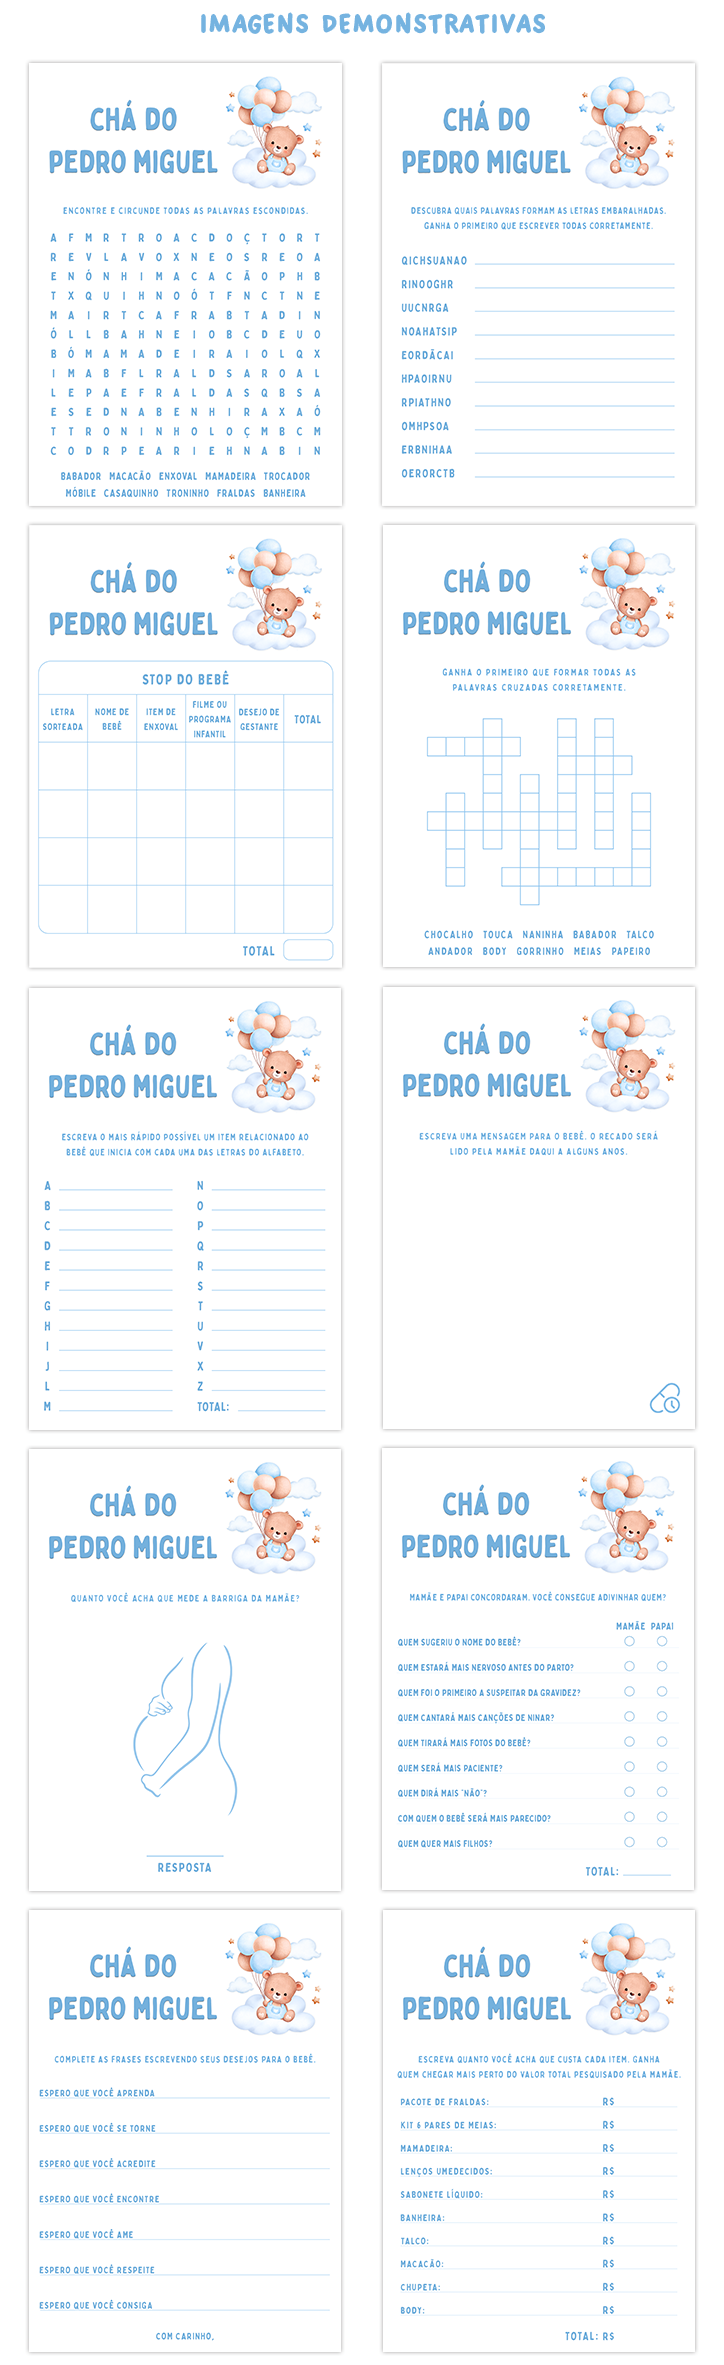 IMAGENS DEMONSTRATIVAS
CHÁ DO
PEDRO MIGUEL
ENCONTRE E CIRCUNDE TODAS AS PALAVRAS ESCONDIDAS.
A F M R T R O A C D O Ç T O R T
R E V L A V O X N E O S R E O A
E N Ó N H I M A C A C Ã O P H B
T X Q U I H N O Ô T F N C T N E
M A I R T C A F R A B T A D I N
Ó L L B A H N E I O B C D E U O
B Ó M A M A D E I R A I O L Q X
I M A B F L R A L D S A R O A L
L E P A E F R A L D A S Q B S A
E S E D N A B E N H I R A X A Ó
T T R O N I N H O L O Ç M B C M
C O D R P E A R I E H N A B I N
BABADOR MACACÃO ENXOVAL MAMADEIRA TROCADOR
MÓBILE CASAQUINHO TRONINHO FRALDAS BANHEIRA
CHÁ DO
PEDRO MIGUEL
DESCUBRA QUAIS PALAVRAS FORMAM AS LETRAS EMBARALHADAS.
GANHA O PRIMEIRO QUE ESCREVER TODAS CORRETAMENTE.
QICHSUANAO
RINOOGHR
UUCNRGA
NOAHATSIP
EORDÃCAI
HPAOIRNU
RPIATHNO
OMHPSOA
ERBNIHAA
OERORCTB
CHÁ DO
PEDRO MIGUEL
STOP DO BEBÊ
LETRA
SORTEADA
NOME DE
BEBÊ
ITEM DE
ENXOVAL
FILME OU
PROGRAMA
INFANTIL
DESEJO DE
GESTANTE
TOTAL
TOTAL
CHÁ DO
PEDRO MIGUEL
GANHA O PRIMEIRO QUE FORMAR TODAS AS
PALAVRAS CRUZADAS CORRETAMENTE.
CHOCALHO TOUCA NANINHA BABADOR TALCO
ANDADOR BODY GORRINHO MEIAS PAPEIRO
CHÁ DO
PEDRO MIGUEL
ESCREVA O MAIS RÁPIDO POSSÍVEL UM ITEM RELACIONADO AO
BEBÊ QUE INICIA COM CADA UMA DAS LETRAS DO ALFABETO.
A
B
C
D
E
F
G
H
I
J
L
M
N
O
P
Q
R
S
T
U
V
X
Z
TOTAL:
CHÁ DO
PEDRO MIGUEL
ESCREVA UMA MENSAGEM PARA O BEBÊ. O RECADO SERÁ
LIDO PELA MAMÃE DAQUI A ALGUNS ANOS.
CHÁ DO
PEDRO MIGUEL
QUANTO VOCÊ ACHA QUE MEDE A BARRIGA DA MAMÃE?
RESPOSTA
CHÁ DO
PEDRO MIGUEL
MAMÃE E PAPAI CONCORDARAM. VOCÊ CONSEGUE ADIVINHAR QUEM?
MAMÃE PAPAI
QUEM SUGERIU O NOME DO BEBÊ?
QUEM ESTARÁ MAIS NERVOSO ANTES DO PARTO?
QUEM FOI O PRIMEIRO A SUSPEITAR DA GRAVIDEZ?
QUEM CANTARÁ MAIS CANÇÕES DE NINAR?
QUEM TIRARÁ MAIS FOTOS DO BEBÊ?
QUEM SERÁ MAIS PACIENTE?
QUEM DIRÁ MAIS "NÃO"?
COM QUEM O BEBÊ SERÁ MAIS PARECIDO?
QUEM QUER MAIS FILHOS?
TOTAL:
CHÁ DO
PEDRO MIGUEL
COMPLETE AS FRASES ESCREVENDO SEUS DESEJOS PARA O BEBÊ.
ESPERO QUE VOCÊ APRENDA
ESPERO QUE VOCÊ SE TORNE
ESPERO QUE VOCÊ ACREDITE
ESPERO QUE VOCÊ ENCONTRE
ESPERO QUE VOCÊ AME
ESPERO QUE VOCÊ RESPEITE
ESPERO QUE VOCÊ CONSIGA
COM CARINHO,
CHÁ DO
PEDRO MIGUEL
ESCREVA QUANTO VOCÊ ACHA QUE CUSTA CADA ITEM. GANHA
QUEM CHEGAR MAIS PERTO DO VALOR TOTAL PESQUISADO PELA MAMÃE.
PACOTE DE FRALDAS: R$
KIT 6 PARES DE MEIAS: R$
MAMADEIRA: R$
LENÇOS UMEDECIDOS: R$
SABONETE LÍQUIDO: R$
BANHEIRA: R$
TALCO: R$
MACACÃO: R$
CHUPETA: R$
BODY: R$
TOTAL: R$